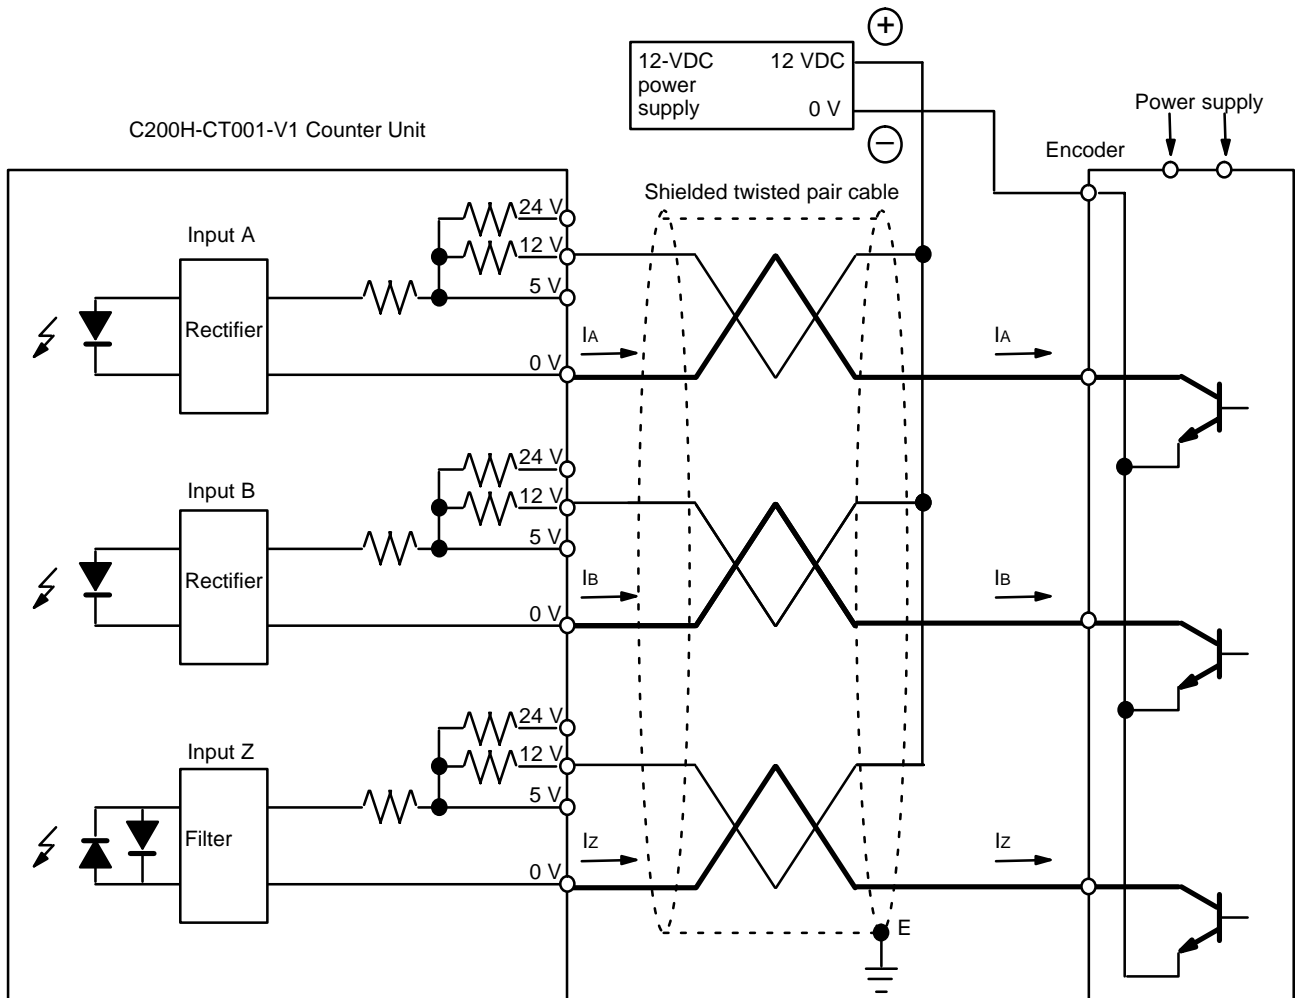 12-VDC power supply
12 VDC
0 V
+
−
C200H-CT001-V1 Counter Unit
Power supply
Encoder
Shielded twisted pair cable
Input A
Rectifier
24 V
12 V
5 V
0 V
IA
IA
Input B
Rectifier
24 V
12 V
5 V
0 V
IB
IB
Input Z
Filter
24 V
12 V
5 V
0 V
IZ
IZ
E